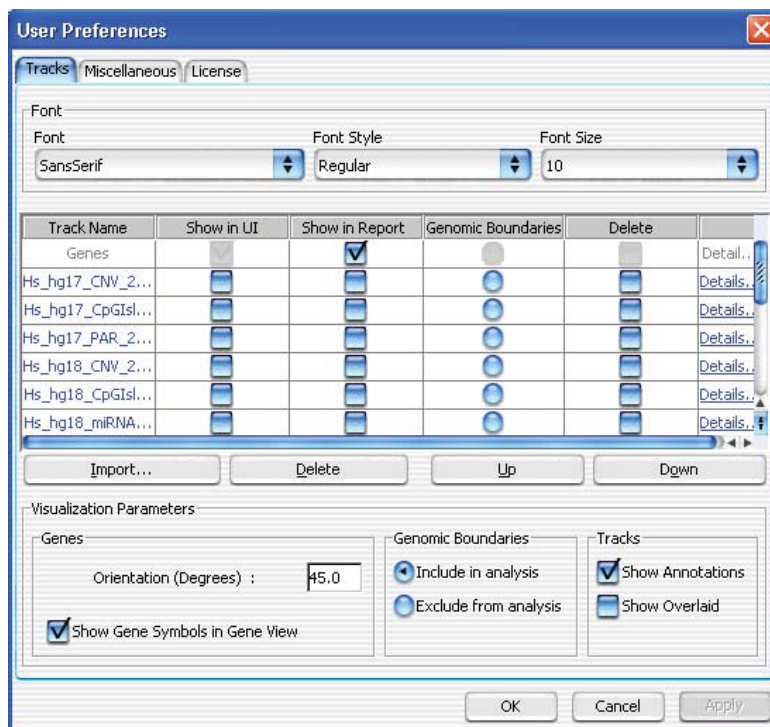 User Preferences
Tracks Miscellaneous License
Font
Font Font Style Font Size
SansSerif Regular 10
Track Name Show in UI Show in Report Genomic Boundaries Delete
Genes Detail..
Hs_hg17_CNV_2... Details..
Hs_hg17_CpGIsl... Details..
Hs_hg17_PAR_2... Details..
Hs_hg18_CNV_2... Details..
Hs_hg18_CpGIsl... Details..
Hs_hg18_miRNA... Details..
Import... Delete Up Down
Visualization Parameters
Genes Genomic Boundaries Tracks
Orientation (Degrees) : 45.0 Include in analysis Show Annotations
Exclude from analysis Show Overlaid
Show Gene Symbols in Gene View
OK Cancel Apply